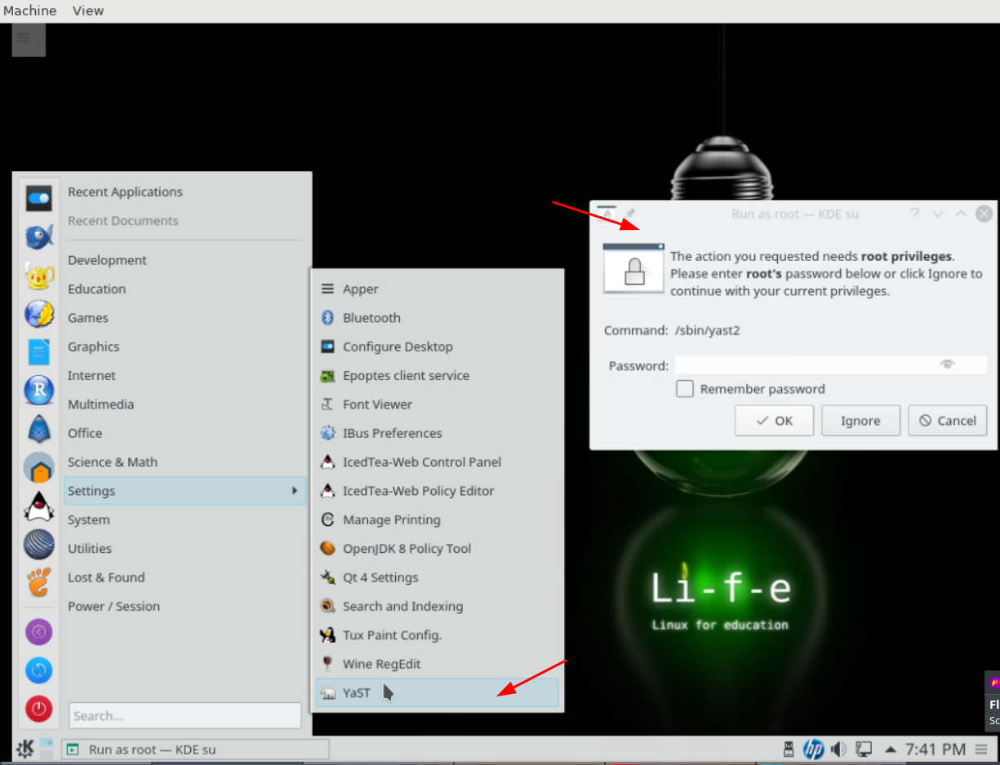 Machine View
Recent Applications
Recent Documents
Development
Education
Games
Graphics
Internet
Multimedia
Office
Science & Math
Settings
System
Utilities
Lost & Found
Power / Session
Search...
Apper
Bluetooth
Configure Desktop
Epoptes client service
Font Viewer
IBus Preferences
IcedTea-Web Control Panel
IcedTea-Web Policy Editor
Manage Printing
OpenJDK 8 Policy Tool
Qt 4 Settings
Search and Indexing
Tux Paint Config.
Wine RegEdit
YaST
Run as root — KDE su
The action you requested needs root privileges.
Please enter root's password below or click Ignore to
continue with your current privileges.
Command: /sbin/yast2
Password:
Remember password
OK Ignore Cancel
Li-f-e
Linux for education
Fl
Sc
Run as root — KDE su
hp
7:41 PM